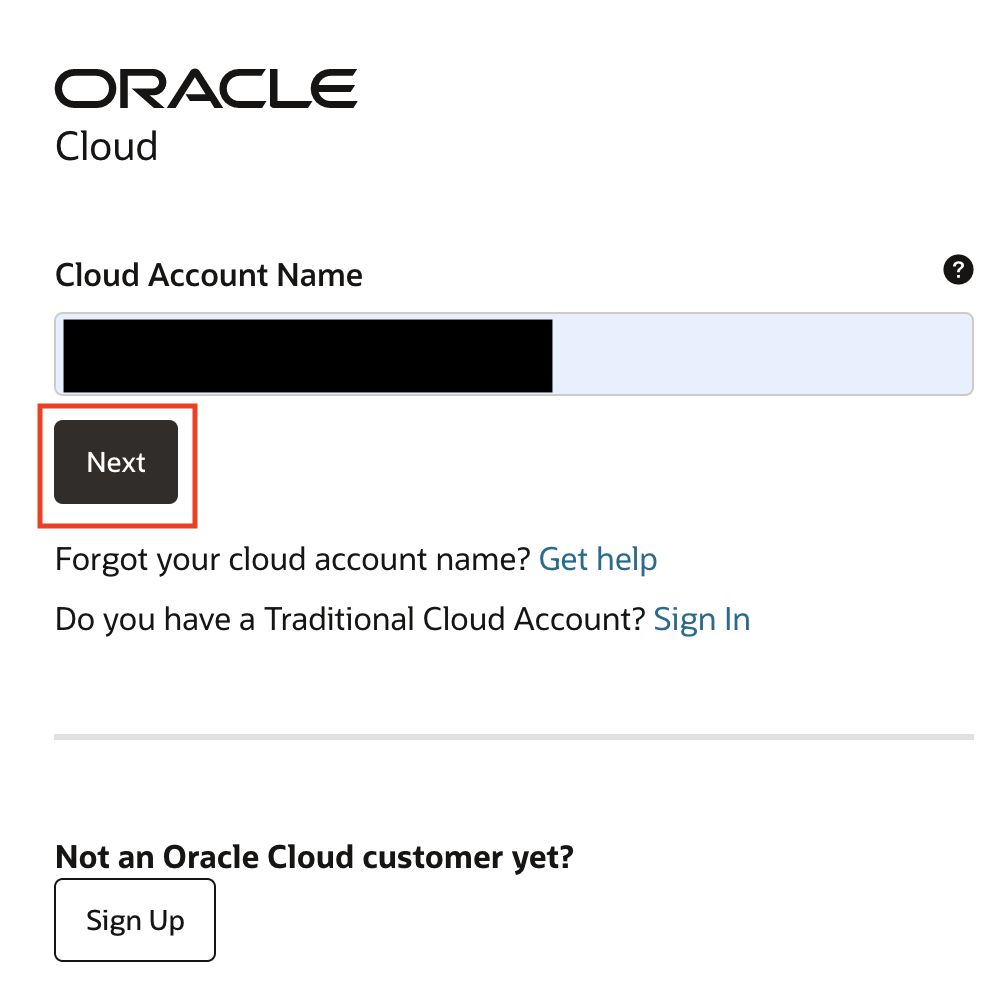 ORACLE
Cloud
Cloud Account Name
?
Next
Forgot your cloud account name? Get help
Do you have a Traditional Cloud Account? Sign In
Not an Oracle Cloud customer yet?
Sign Up